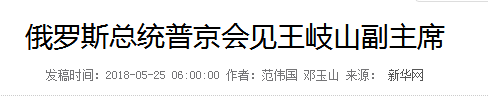 俄罗斯总统普京会见王岐山副主席
发稿时间：2018-05-25 06:00:00 作者：范伟国 邓玉山 来源： 新华网